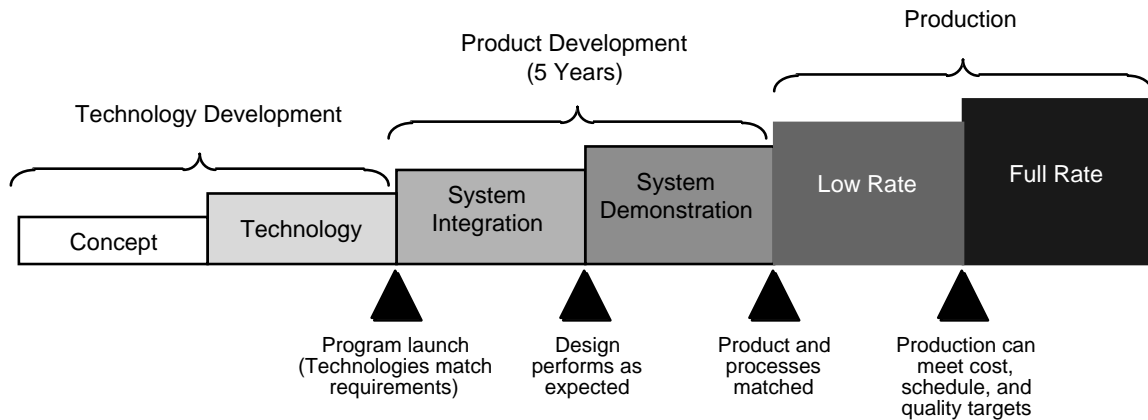 Production
Product Development
(5 Years)
Technology Development
Concept
Technology
System
Integration
System
Demonstration
Low Rate
Full Rate
Program launch
(Technologies match
requirements)
Design
performs as
expected
Product and
processes
matched
Production can
meet cost,
schedule, and
quality targets